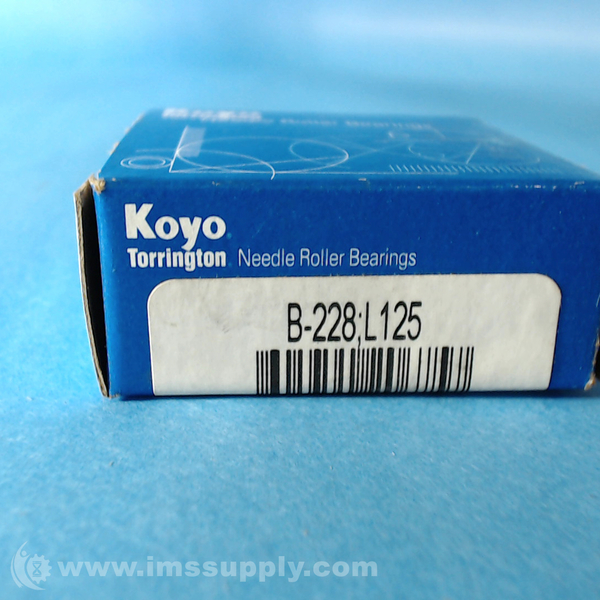 Koyo
Torrington Needle Roller Bearings
B-228;L125
www.imssupply.com